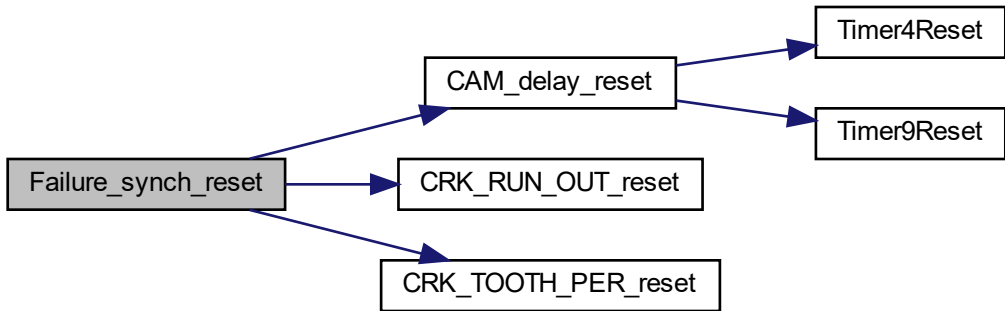 Failure_synch_reset
CAM_delay_reset
CRK_RUN_OUT_reset
CRK_TOOTH_PER_reset
Timer4Reset
Timer9Reset